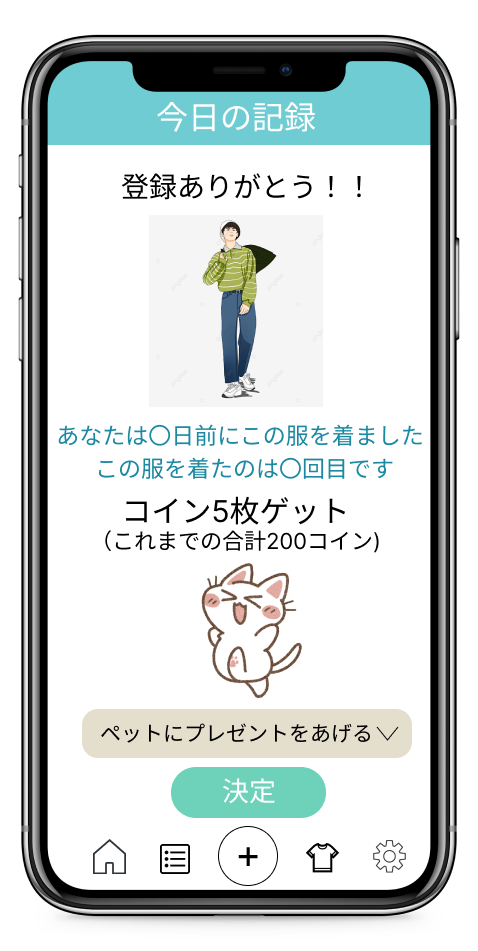 今日の記録
登録ありがとう！！
あなたは〇日前にこの服を着ました
この服を着たのは〇回目です
コイン5枚ゲット
（これまでの合計200コイン)
ペットにプレゼントをあげる
決定